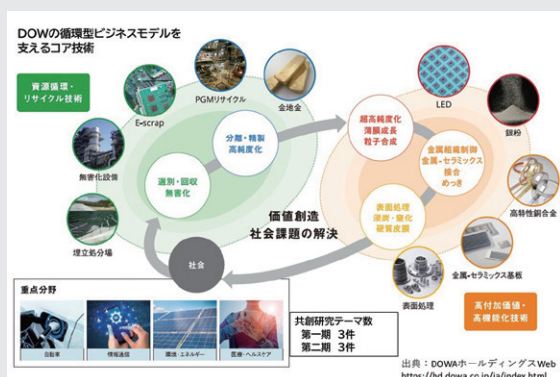 DOWの循環型ビジネスモデルを
支えるコア技術
資源循環・
リサイクル技術
E-scrap
PGMリサイクル
金地金
無害化設備
埋立処分場
選別・回収
無害化
分離・精製
高純度化
価値創造
社会課題の解決
社会
超高純度化
薄膜成長
粒子合成
金属組織制御
金属-セラミックス
接合
めっき
表面処理
浸炭・窒化
硬質皮膜
LED
銀粉
高特性銅合金
金属-セラミックス基板
表面処理
高付加価値・
高機能化技術
重点分野
自動車
情報通信
環境・エネルギー
医療・ヘルスケア
共創研究テーマ数
第一期 3件
第二期 3件
出典：DOWAホールディングスWeb
https://hd.dowa.co.jp/ja/index.html